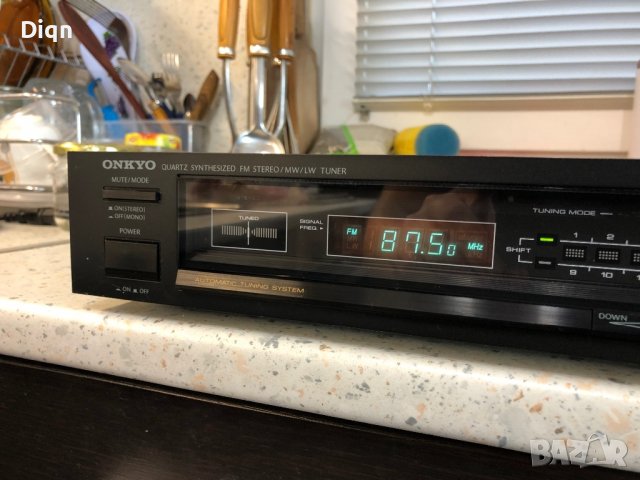 Diqn
ONKYO QUARTZ SYNTHESIZED FM STEREO/MW/LW TUNER
MUTE/MODE
ON(STEREO)
OFF(MONO)
POWER
ON OFF
TUNED
SIGNAL
FREQ.
FM 87.50 MHz
AUTOMATIC TUNING SYSTEM
TUNING MODE
SHIFT
1 2
9 10
DOWN
BAZAR